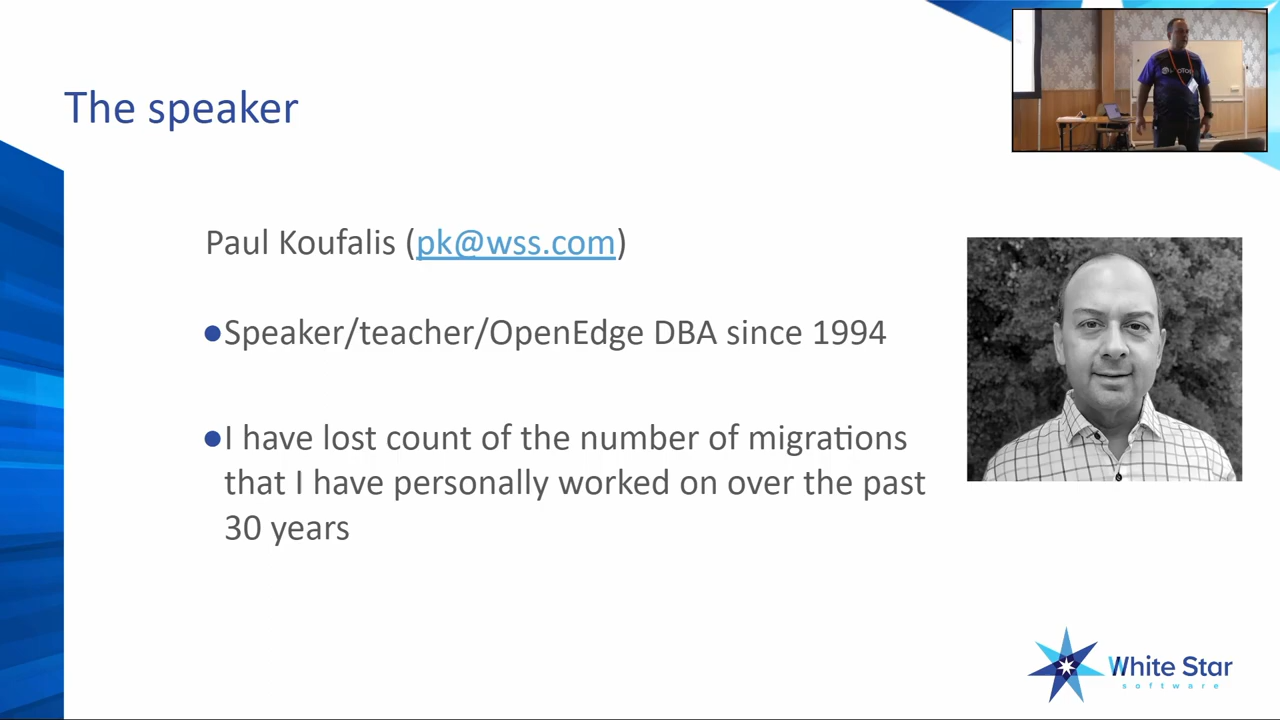 The speaker
Paul Koufalis (pk@wss.com)
●Speaker/teacher/OpenEdge DBA since 1994
●I have lost count of the number of migrations
that I have personally worked on over the past
30 years
White Star
software